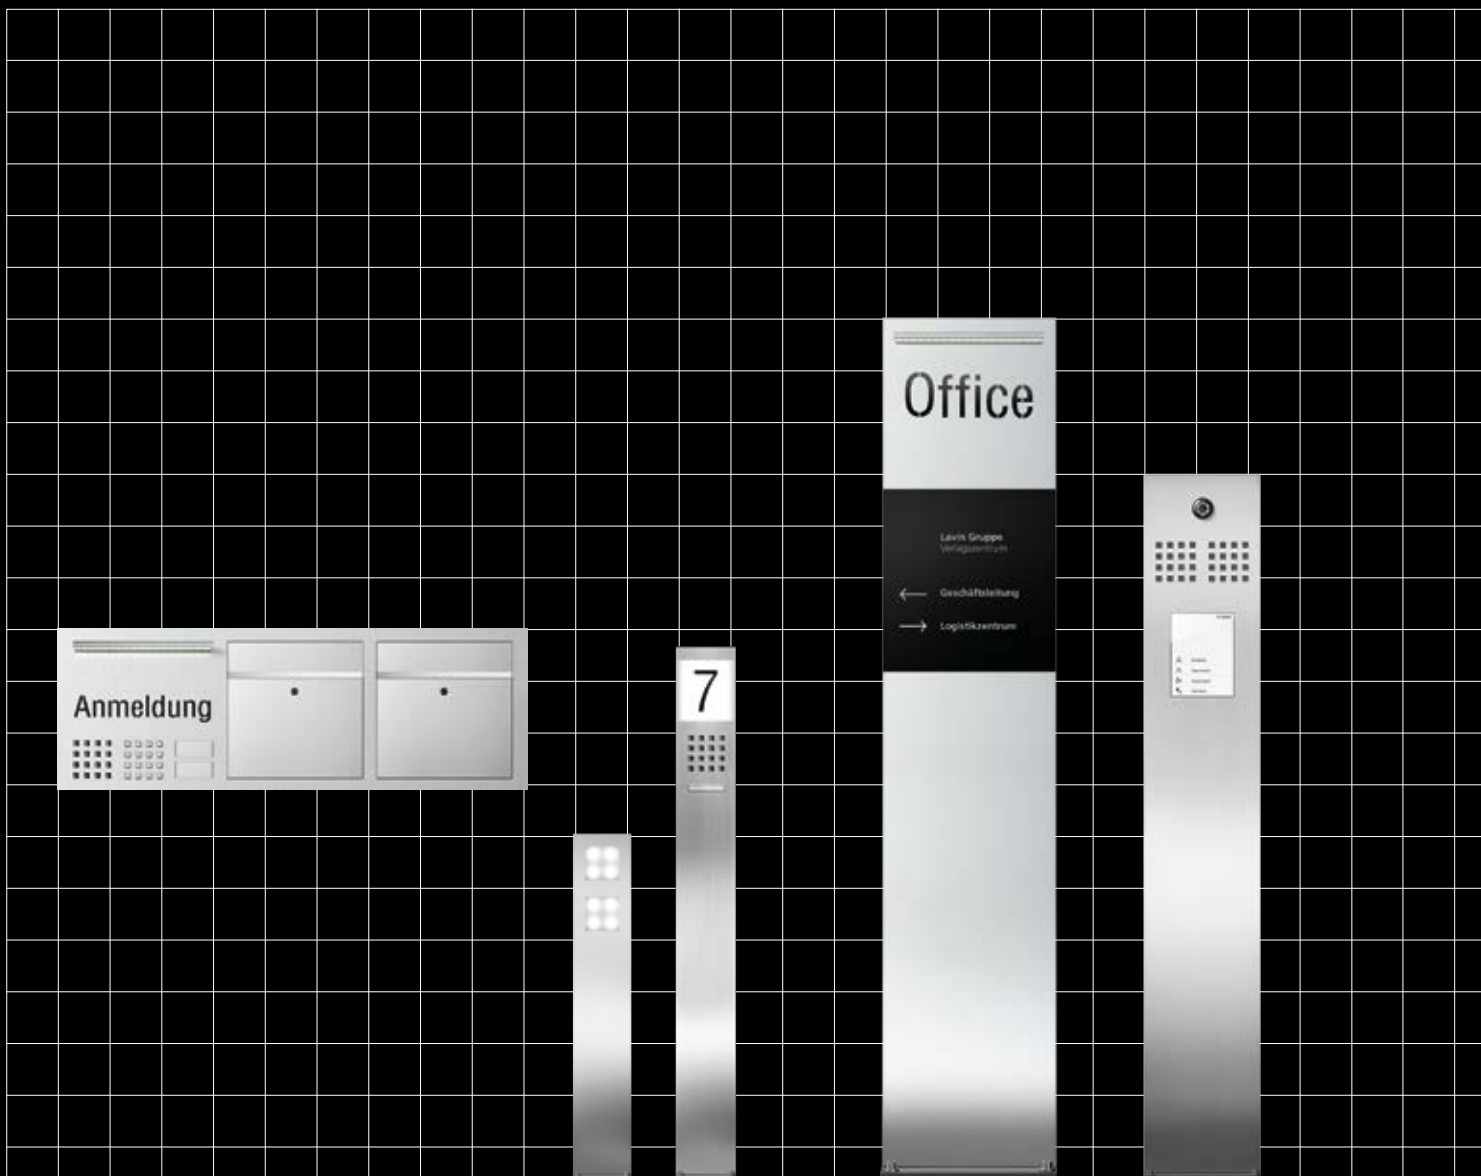 Anmeldung
7
Office
Lavin Gruppe
Verlagszentrum
Geschäftsleitung
Logistikzentrum